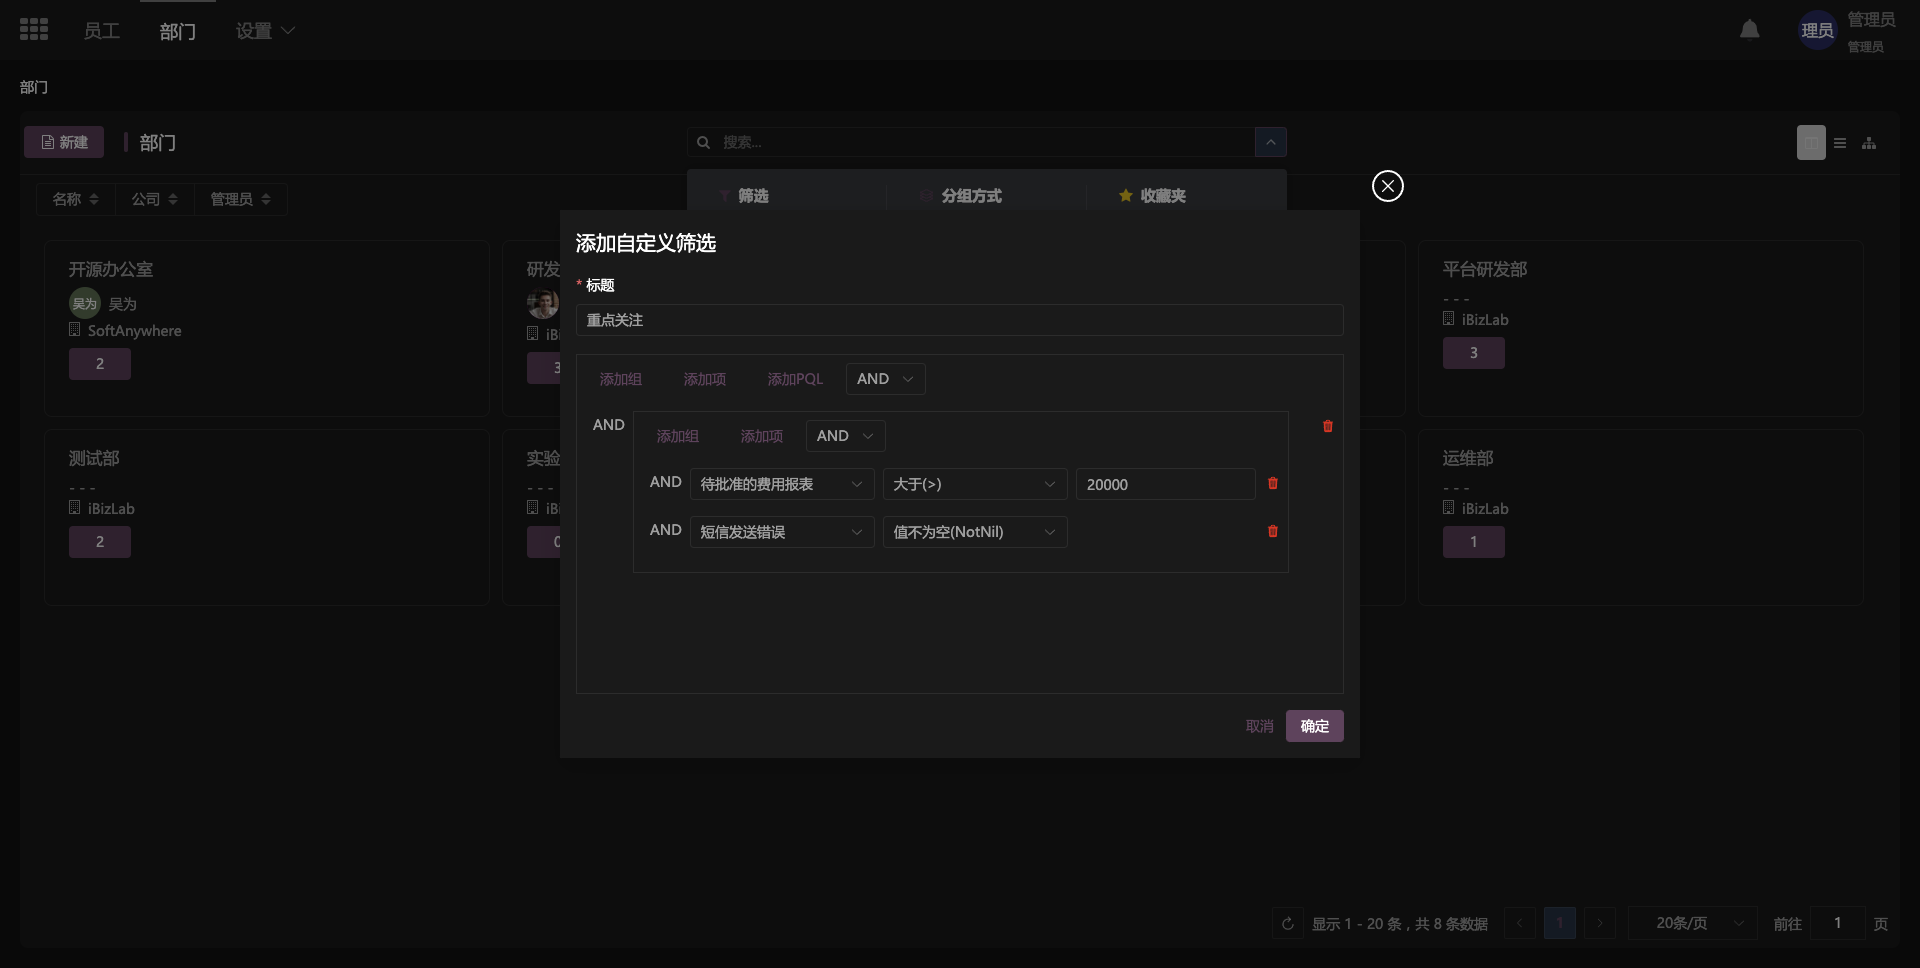 员工 部门 设置
理员 管理员
管理员
部门
新建 部门 搜索...
筛选 分组方式 收藏夹
名称 公司 管理员
添加自定义筛选
* 标题
重点关注
添加组 添加项 添加PQL AND
AND 添加组 添加项 AND
AND 待批准的费用报表 大于(>) 20000
AND 短信发送错误 值不为空(NotNil)
取消 确定
开源办公室
吴为 吴为
SoftAnywhere
2
研发
iBi
3
平台研发部
- - -
iBizLab
3
测试部
- - -
iBizLab
2
实验
- - -
iBi
0
运维部
- - -
iBizLab
1
显示 1 - 20 条，共 8 条数据 1 20条/页 前往 1 页